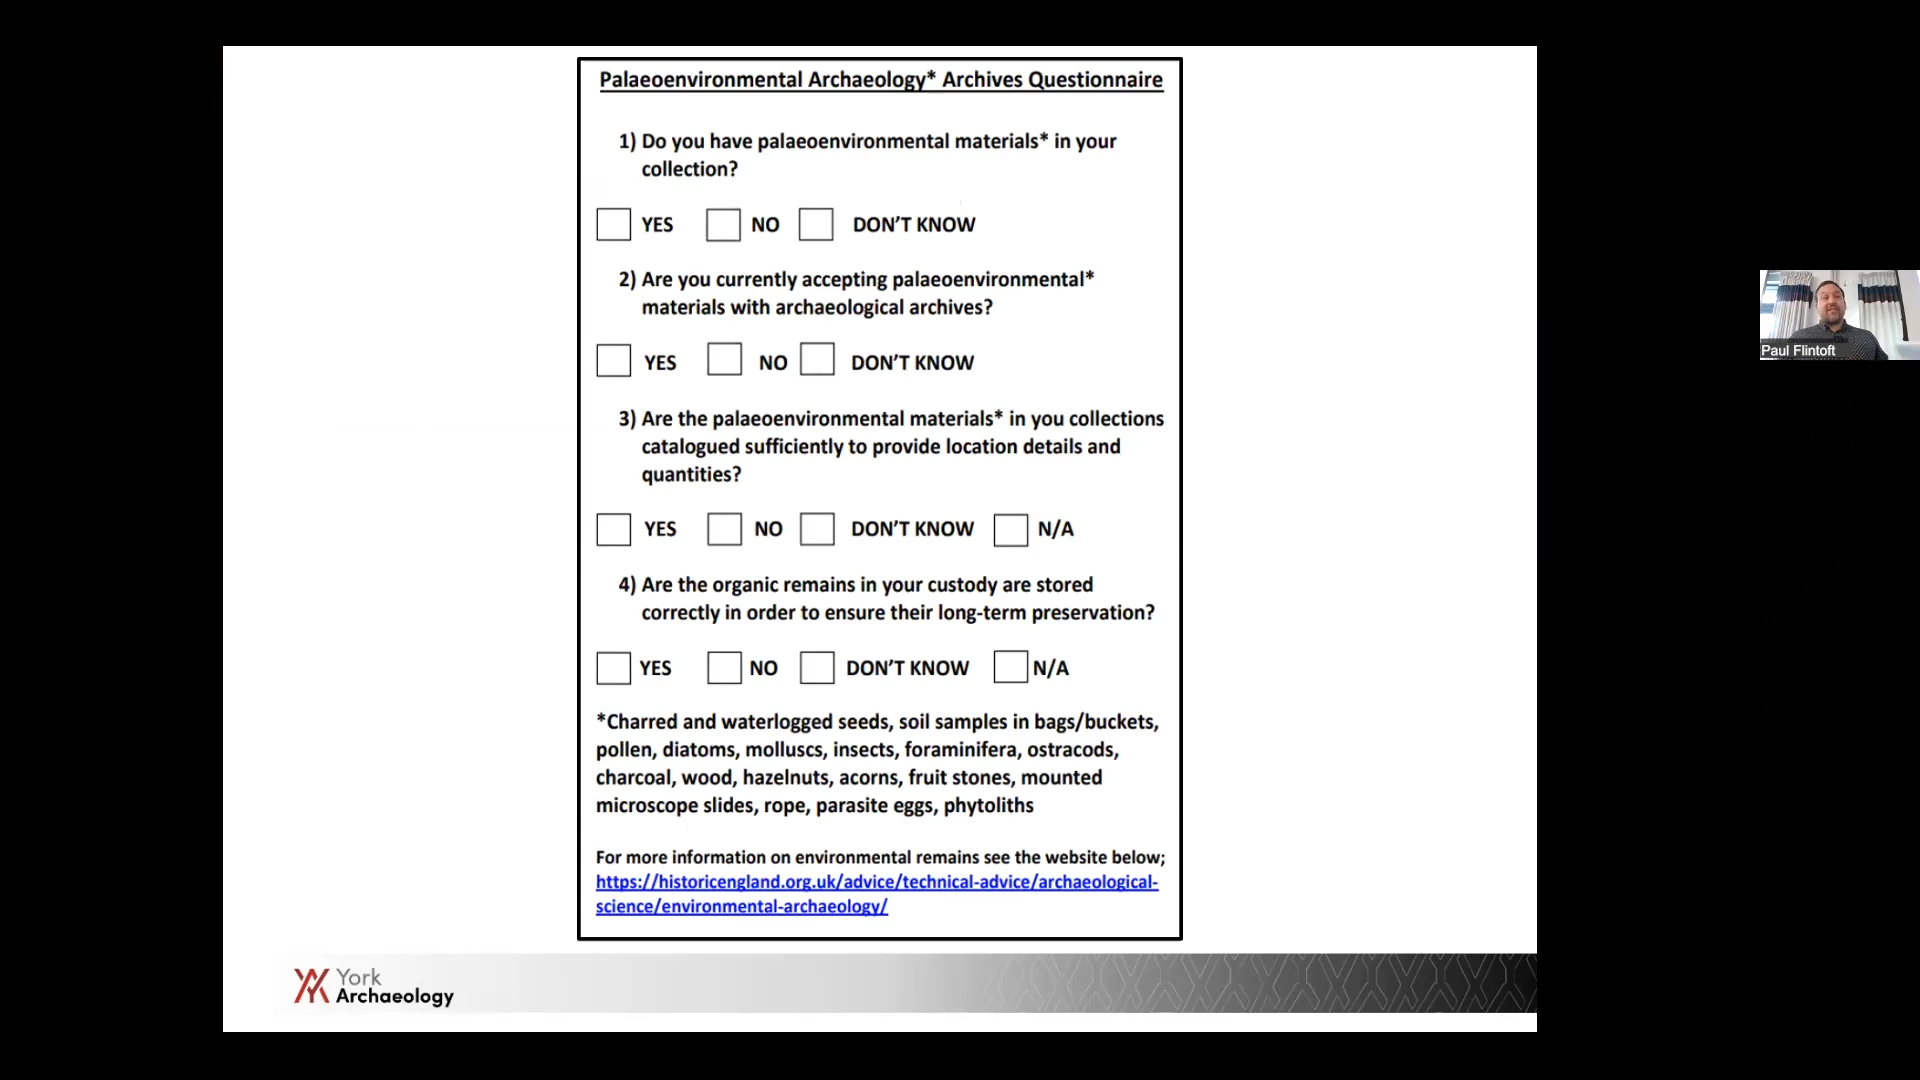 Palaeoenvironmental Archaeology* Archives Questionnaire
1) Do you have palaeoenvironmental materials* in your
collection?
YES NO DON'T KNOW
2) Are you currently accepting palaeoenvironmental*
materials with archaeological archives?
YES NO DON'T KNOW
3) Are the palaeoenvironmental materials* in you collections
catalogued sufficiently to provide location details and
quantities?
YES NO DON'T KNOW N/A
4) Are the organic remains in your custody are stored
correctly in order to ensure their long-term preservation?
YES NO DON'T KNOW N/A
*Charred and waterlogged seeds, soil samples in bags/buckets,
pollen, diatoms, molluscs, insects, foraminifera, ostracods,
charcoal, wood, hazelnuts, acorns, fruit stones, mounted
microscope slides, rope, parasite eggs, phytoliths
For more information on environmental remains see the website below;
https://historicengland.org.uk/advice/technical-advice/archaeological-
science/environmental-archaeology/
York
Archaeology
Paul Flintoft